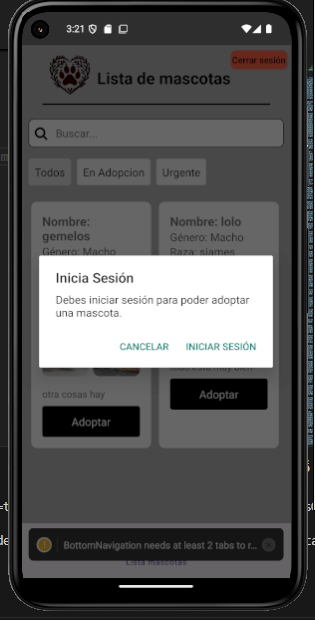 3:21
Cerrar sesión
Lista de mascotas
Buscar...
Todos
En Adopcion
Urgente
Nombre: gemelos
Género: Macho
Nombre: lolo
Género: Macho
Raza: siames
Inicia Sesión
Debes iniciar sesión para poder adoptar
una mascota.
CANCELAR
INICIAR SESIÓN
otra cosas hay
Adoptar
Adoptar
BottomNavigation needs at least 2 tabs to r...
Lista mascotas